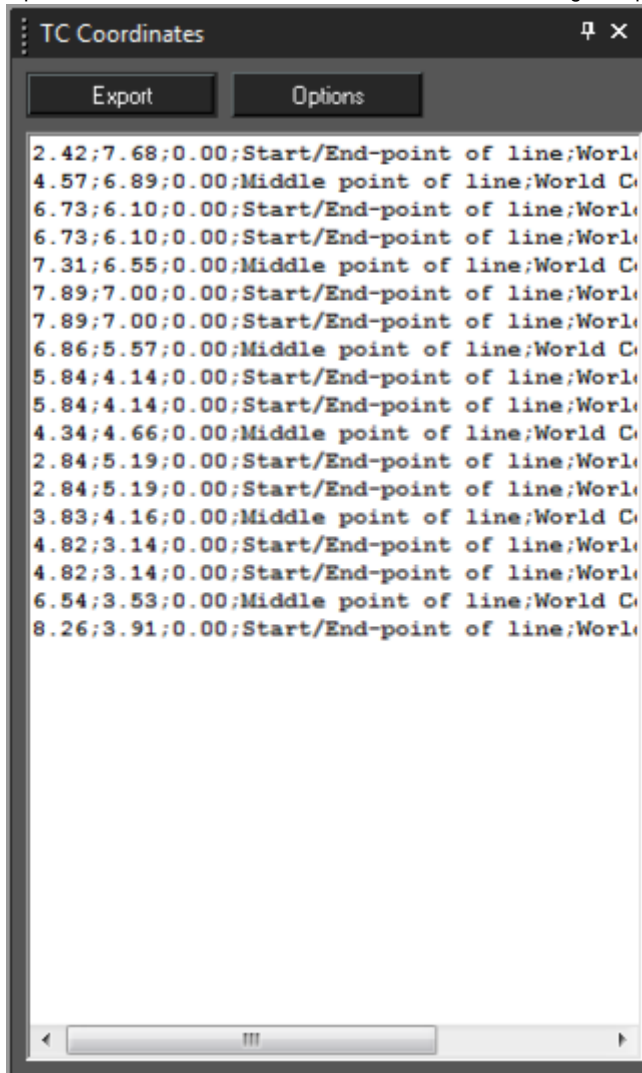 TC Coordinates
Export Options
2.42;7.68;0.00;Start/End-point of line;Worl
4.57;6.89;0.00;Middle point of line;World C
6.73;6.10;0.00;Start/End-point of line;Worl
6.73;6.10;0.00;Start/End-point of line;Worl
7.31;6.55;0.00;Middle point of line;World C
7.89;7.00;0.00;Start/End-point of line;Worl
7.89;7.00;0.00;Start/End-point of line;Worl
6.86;5.57;0.00;Middle point of line;World C
5.84;4.14;0.00;Start/End-point of line;Worl
5.84;4.14;0.00;Start/End-point of line;Worl
4.34;4.66;0.00;Middle point of line;World C
2.84;5.19;0.00;Start/End-point of line;Worl
2.84;5.19;0.00;Start/End-point of line;Worl
3.83;4.16;0.00;Middle point of line;World C
4.82;3.14;0.00;Start/End-point of line;Worl
4.82;3.14;0.00;Start/End-point of line;Worl
6.54;3.53;0.00;Middle point of line;World C
8.26;3.91;0.00;Start/End-point of line;Worl